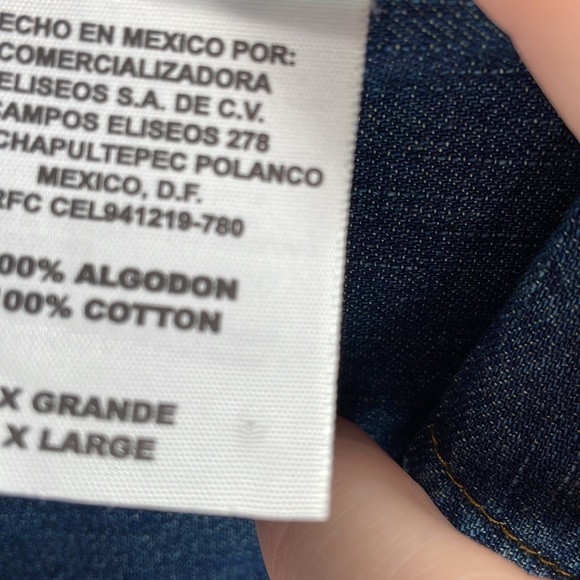 ECHO EN MEXICO POR:
COMERCIALIZADORA
ELISEOS S.A. DE C.V.
CAMPOS ELISEOS 278
CHAPULTEPEC POLANCO
MEXICO, D.F.
RFC CEL941219-780
00% ALGODON
100% COTTON
X GRANDE
X LARGE